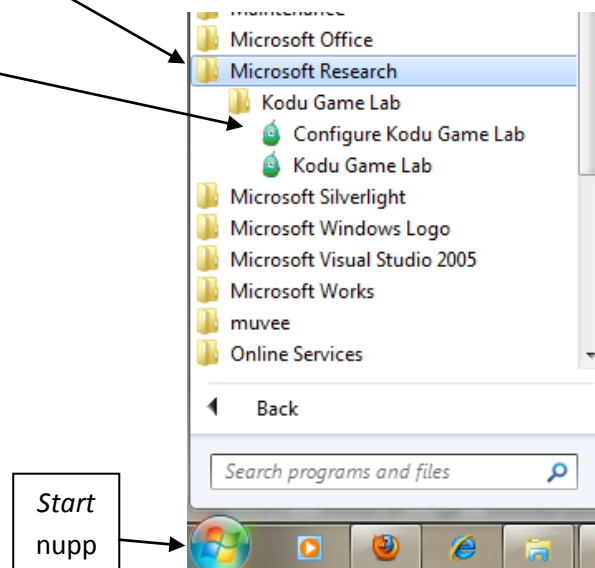 Maintenance
Microsoft Office
Microsoft Research
Kodu Game Lab
Configure Kodu Game Lab
Kodu Game Lab
Microsoft Silverlight
Microsoft Windows Logo
Microsoft Visual Studio 2005
Microsoft Works
muvee
Online Services
Back
Search programs and files
Start
nupp